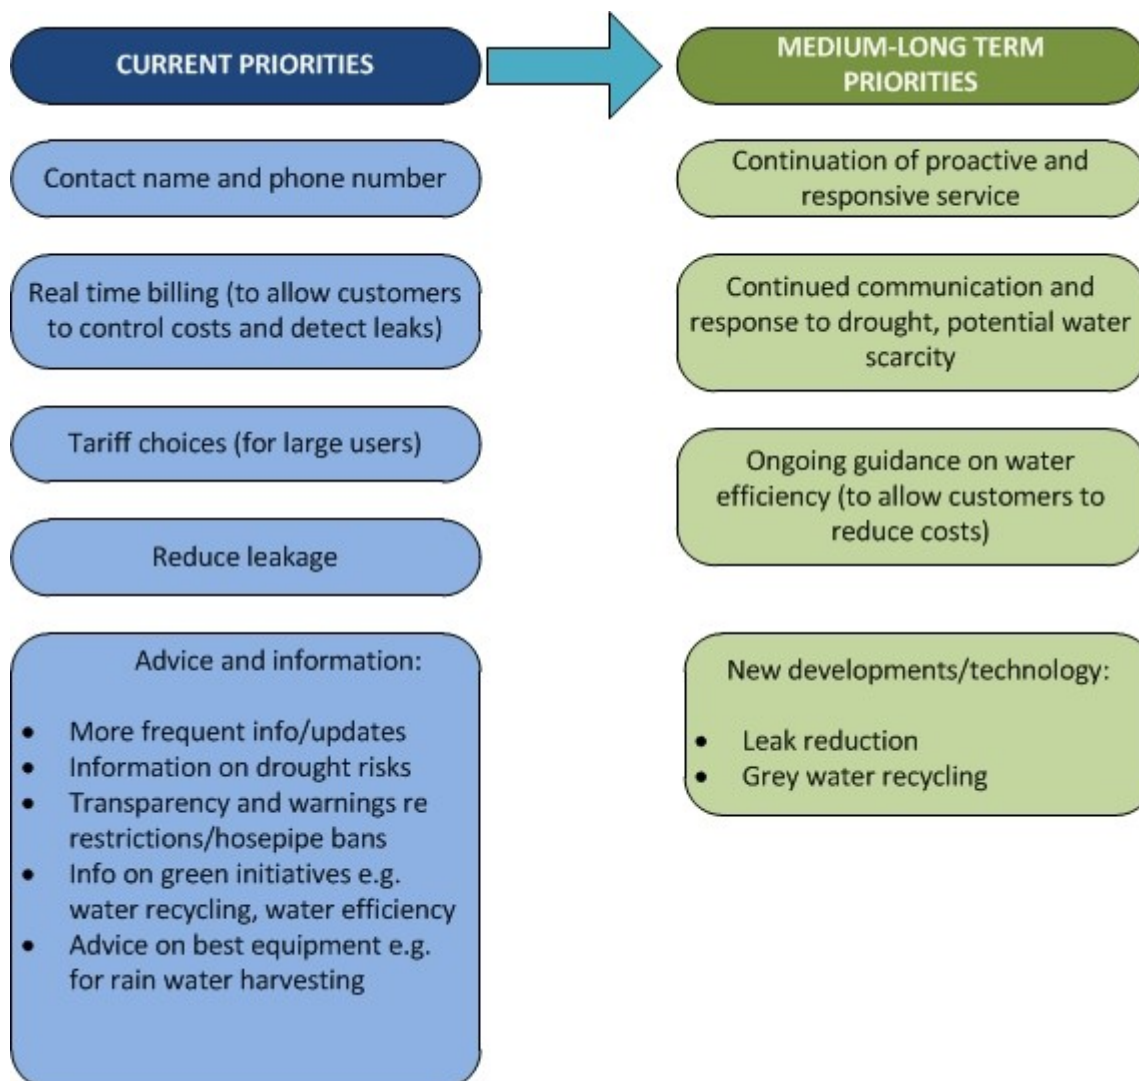 CURRENT PRIORITIES
Contact name and phone number
Real time billing (to allow customers
to control costs and detect leaks)
Tariff choices (for large users)
Reduce leakage
Advice and information:
• More frequent info/updates
• Information on drought risks
• Transparency and warnings re
restrictions/hosepipe bans
• Info on green initiatives e.g.
water recycling, water efficiency
• Advice on best equipment e.g.
for rain water harvesting
MEDIUM-LONG TERM
PRIORITIES
Continuation of proactive and
responsive service
Continued communication and
response to drought, potential water
scarcity
Ongoing guidance on water
efficiency (to allow customers to
reduce costs)
New developments/technology:
• Leak reduction
• Grey water recycling